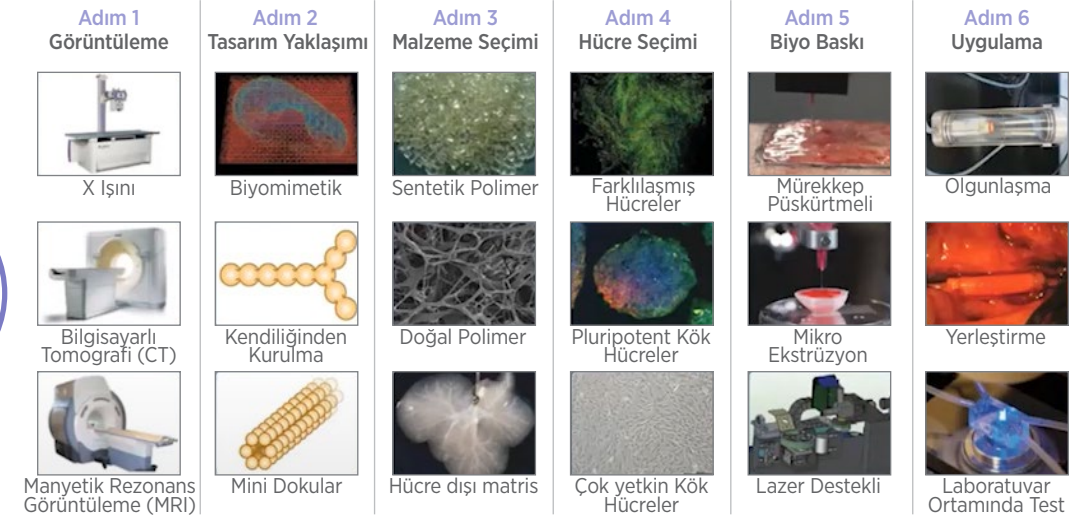 Adım 1
Görüntüleme
X Işını
Bilgisayarlı
Tomografi (CT)
Manyetik Rezonans
Görüntüleme (MRI)
Adım 2
Tasarım Yaklaşımı
Biyomimetik
Kendiliğinden
Kurulma
Mini Dokular
Adım 3
Malzeme Seçimi
Sentetik Polimer
Doğal Polimer
Hücre dışı matris
Adım 4
Hücre Seçimi
Farklılaşmış
Hücreler
Pluripotent Kök
Hücreler
Çok yetkin Kök
Hücreler
Adım 5
Biyo Baskı
Mürekkep
Püskürtmeli
Mikro
Ekstrüzyon
Lazer Destekli
Adım 6
Uygulama
Olgunlaşma
Yerleştirme
Laboratuvar
Ortamında Test